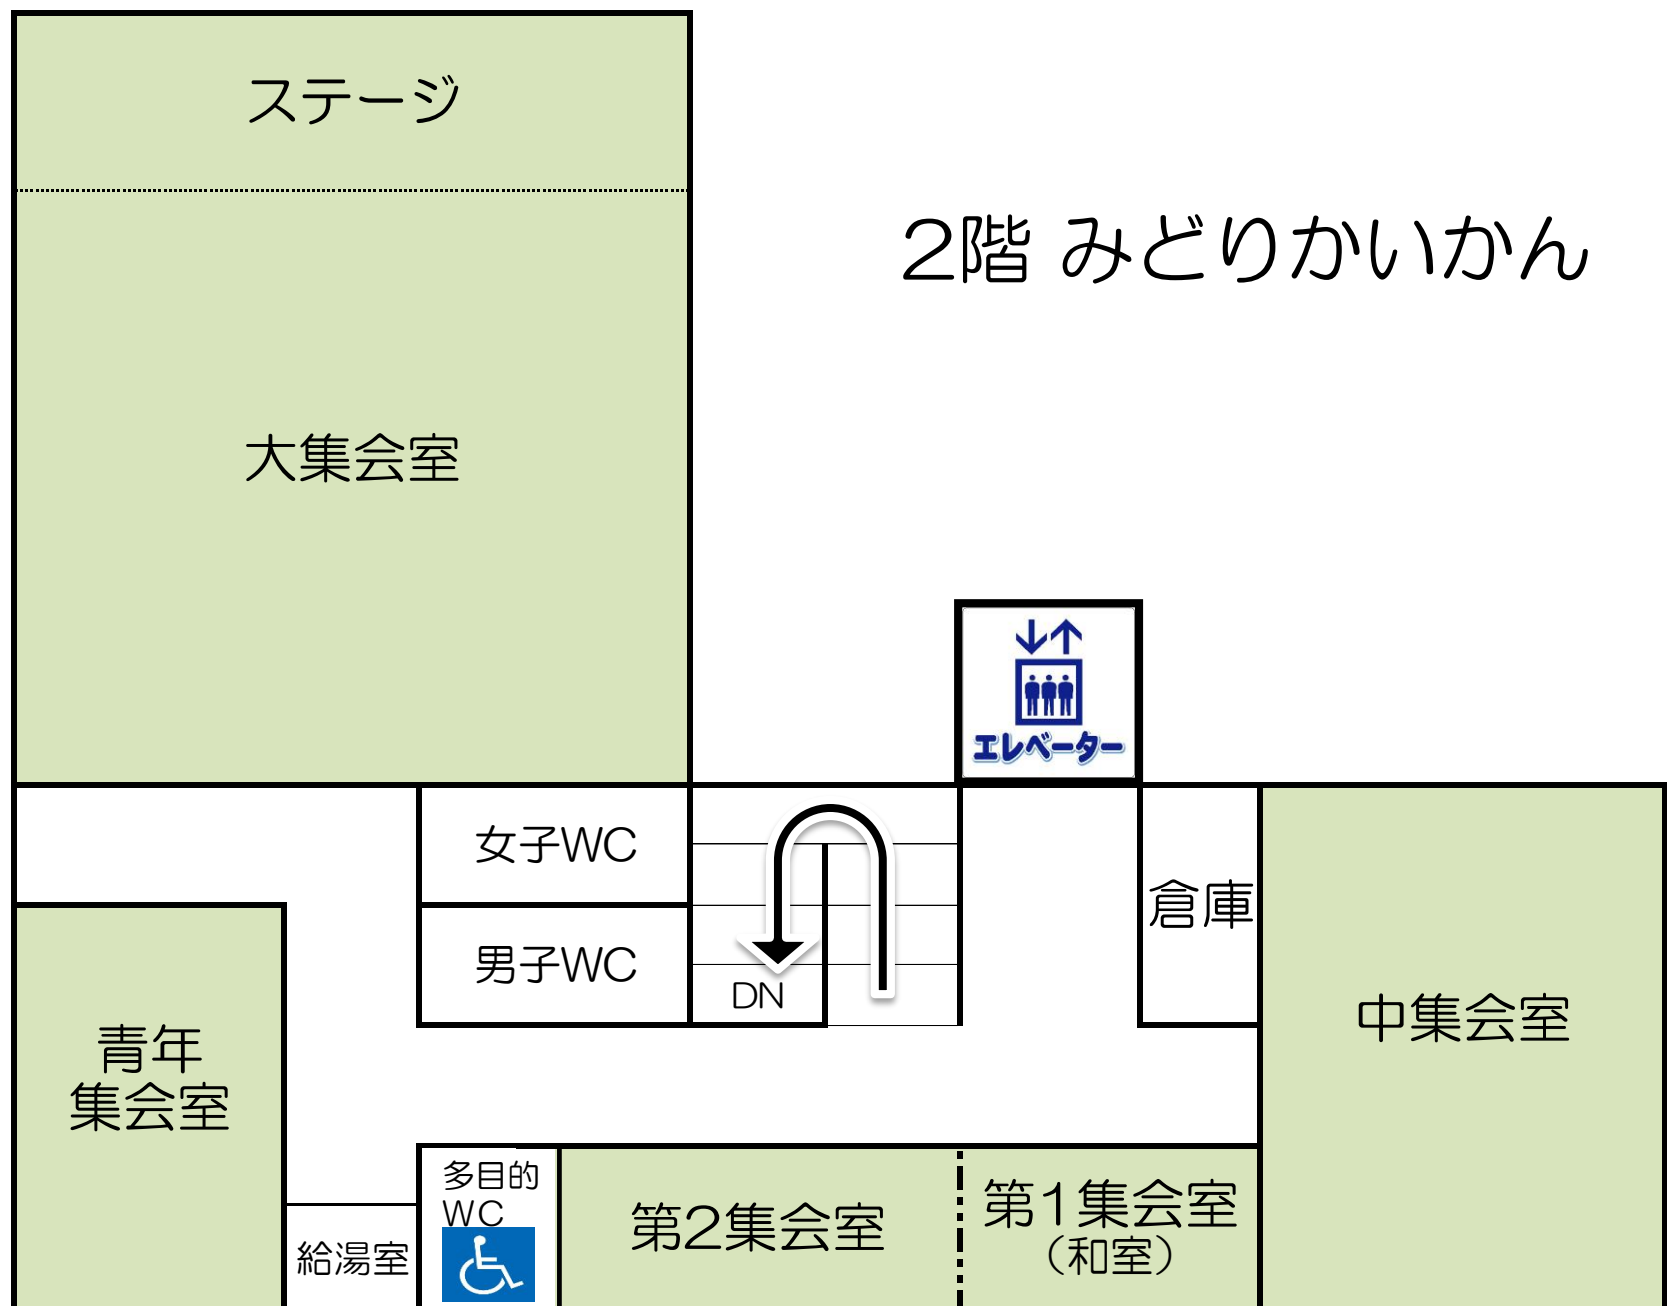 ステージ
2階 みどりかいかん
大集会室
エレベーター
女子WC
倉庫
男子WC
DN
中集会室
青年
集会室
多目的
WC
第2集会室
第1集会室
（和室）
給湯室